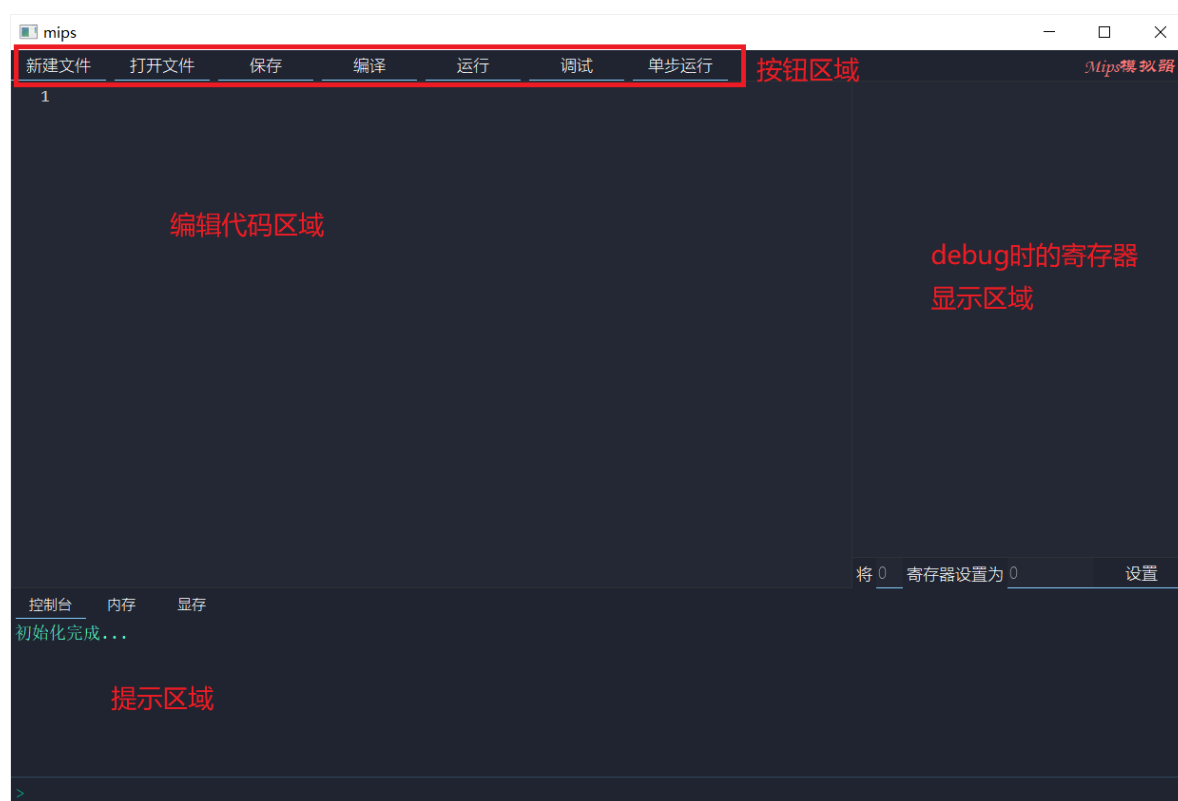 mips
新建文件 打开文件 保存 编译 运行 调试 单步运行 按钮区域 Mips模拟器
1
编辑代码区域
debug时的寄存器
显示区域
将 0 寄存器设置为 0 设置
控制台 内存 显存
初始化完成...
提示区域
>